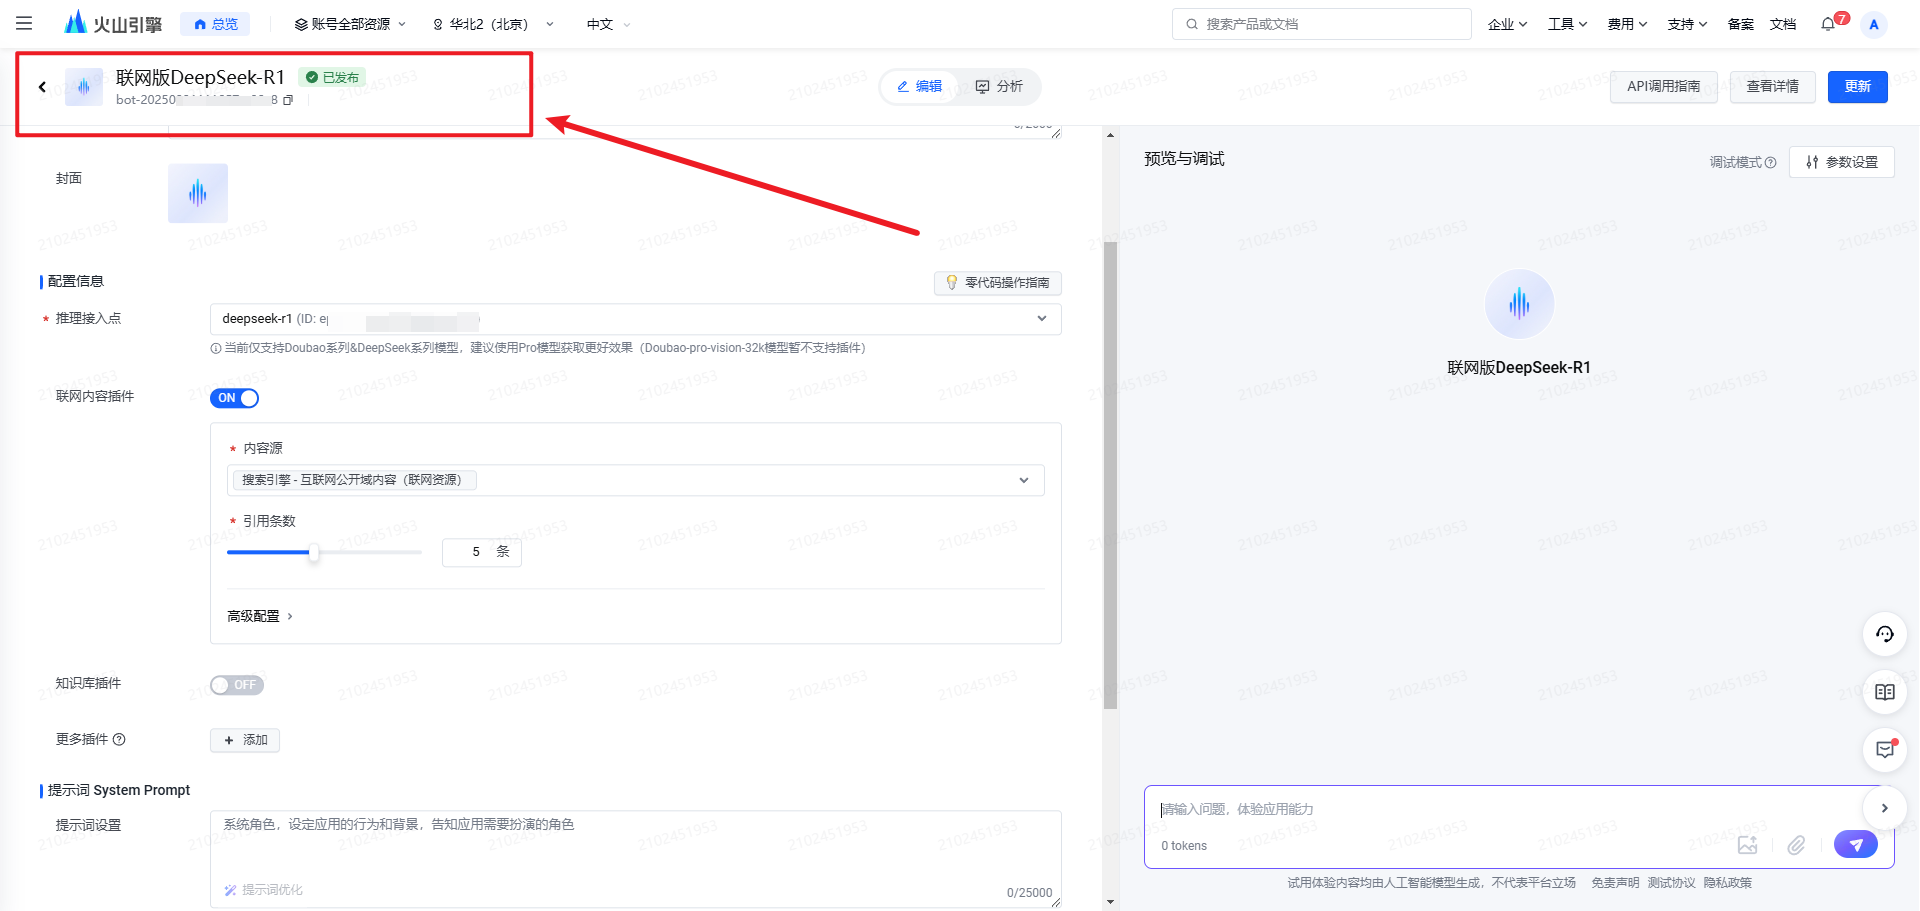 火山引擎
总览
账号全部资源
华北2（北京）
中文
搜索产品或文档
企业
工具
费用
支持
备案
文档
7
A
联网版DeepSeek-R1
已发布
编辑
分析
API调用指南
查看详情
更新
封面
配置信息
零代码操作指南
* 推理接入点
deepseek-r1 (ID:
当前仅支持Doubao系列&DeepSeek系列模型，建议使用Pro模型获取更好效果（Doubao-pro-vision-32k模型暂不支持插件）
联网内容插件
ON
* 内容源
搜索引擎 - 互联网公开域内容（联网资源）
* 引用条数
5 条
高级配置
知识库插件
OFF
更多插件
+ 添加
提示词 System Prompt
提示词设置
系统角色，设定应用的行为和背景，告知应用需要扮演的角色
提示词优化
0/25000
预览与调试
调试模式
参数设置
联网版DeepSeek-R1
请输入问题，体验应用能力
0 tokens
试用体验内容均由人工智能模型生成，不代表平台立场 免责声明 测试协议 隐私政策
2102451953